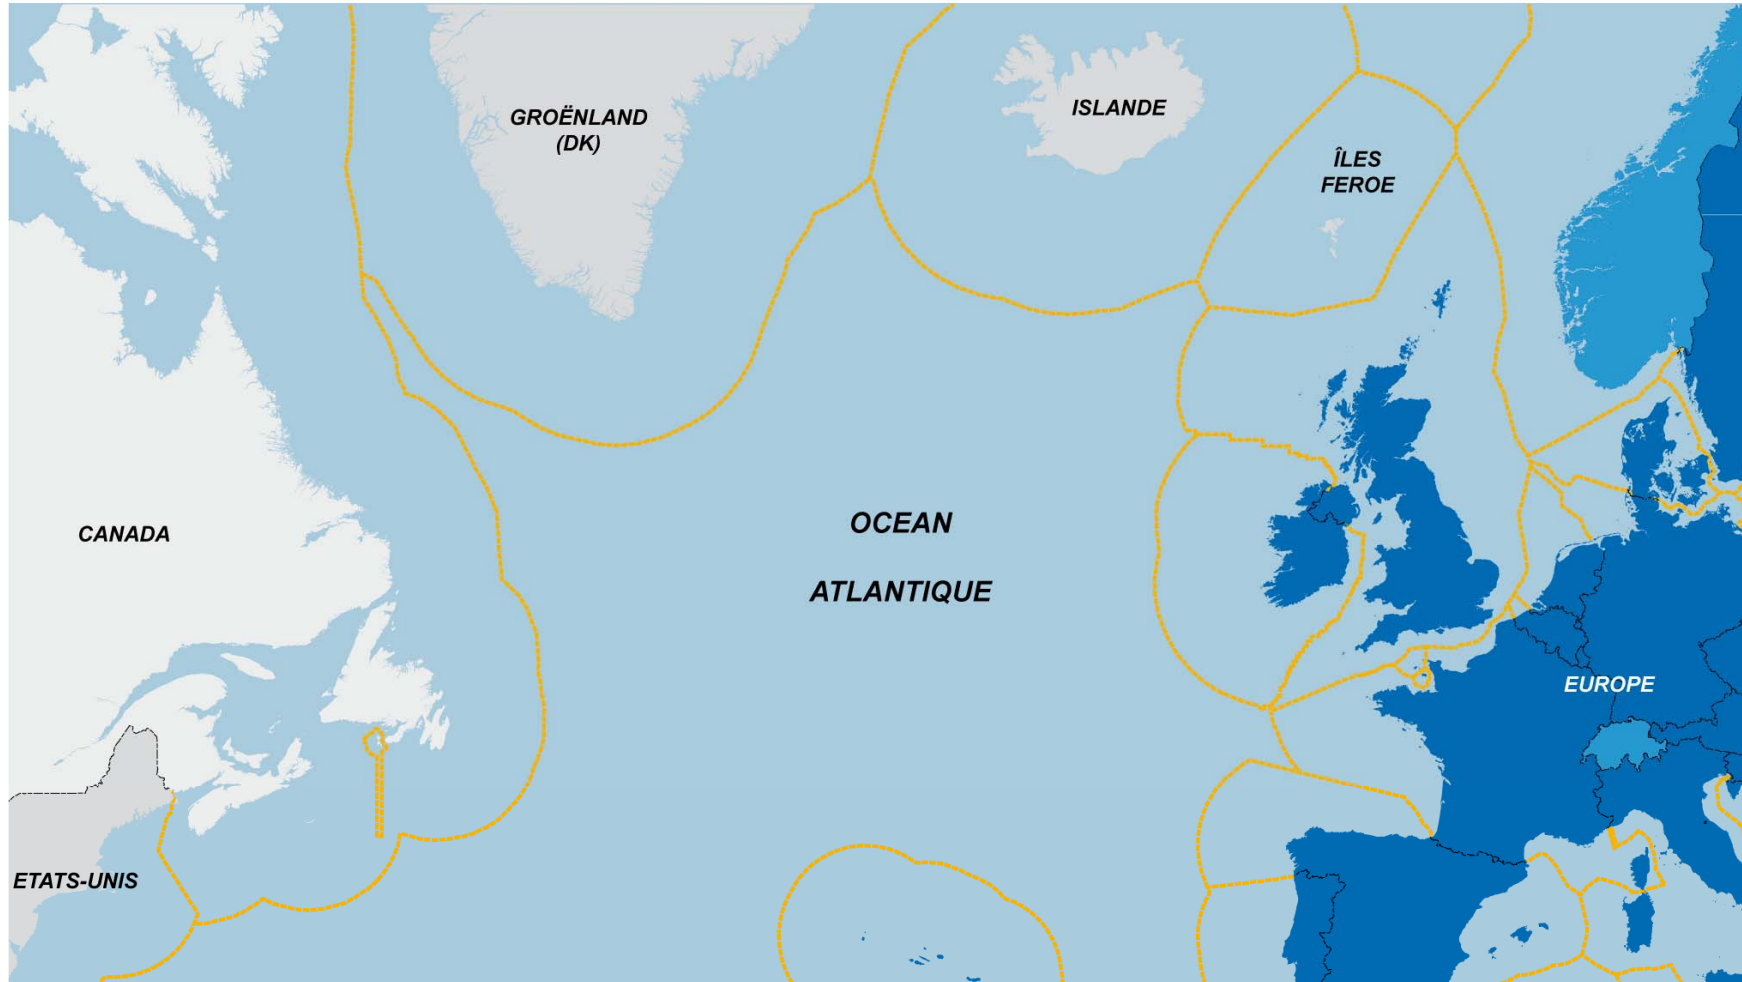 GROËNLAND
(DK)
ISLANDE
ÎLES
FEROE
CANADA
OCEAN
ATLANTIQUE
EUROPE
ETATS-UNIS